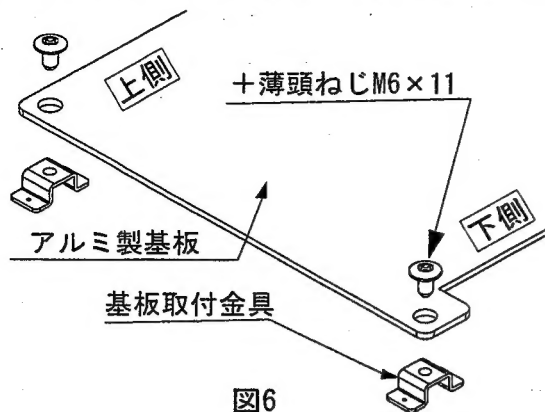 上側
+薄頭ねじM6×11
下側
アルミ製基板
基板取付金具
図6